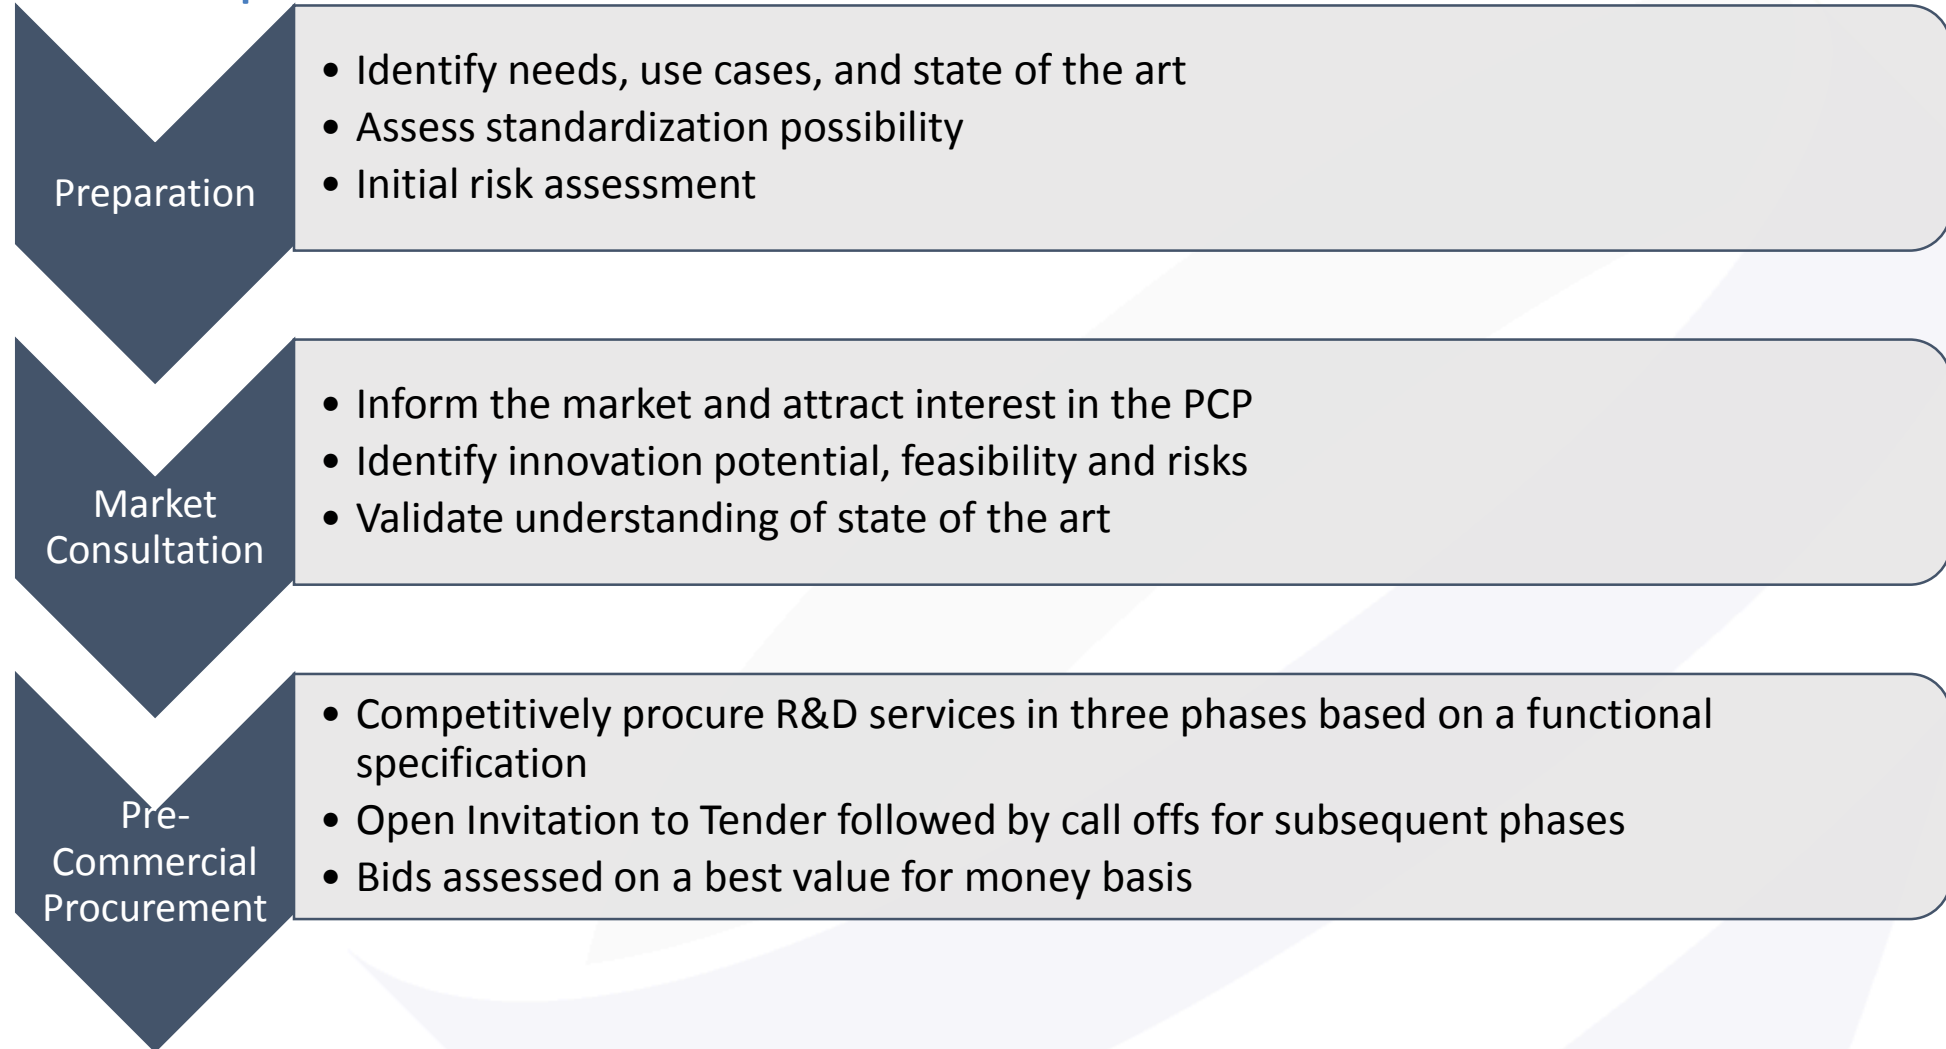 Preparation
• Identify needs, use cases, and state of the art
• Assess standardization possibility
• Initial risk assessment
Market
Consultation
• Inform the market and attract interest in the PCP
• Identify innovation potential, feasibility and risks
• Validate understanding of state of the art
Pre-
Commercial
Procurement
• Competitively procure R&D services in three phases based on a functional
specification
• Open Invitation to Tender followed by call offs for subsequent phases
• Bids assessed on a best value for money basis